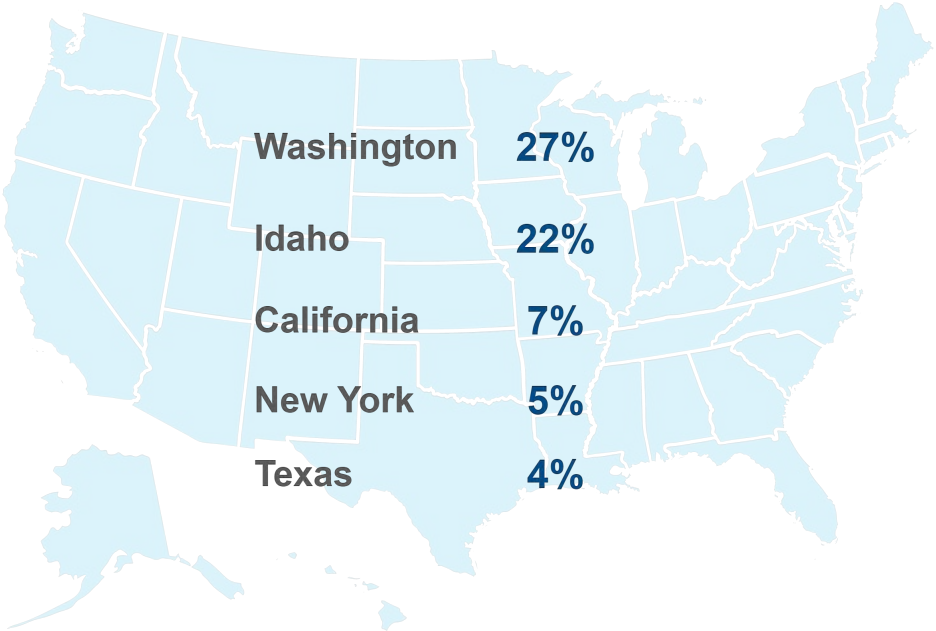 Washington 27%
Idaho 22%
California 7%
New York 5%
Texas 4%